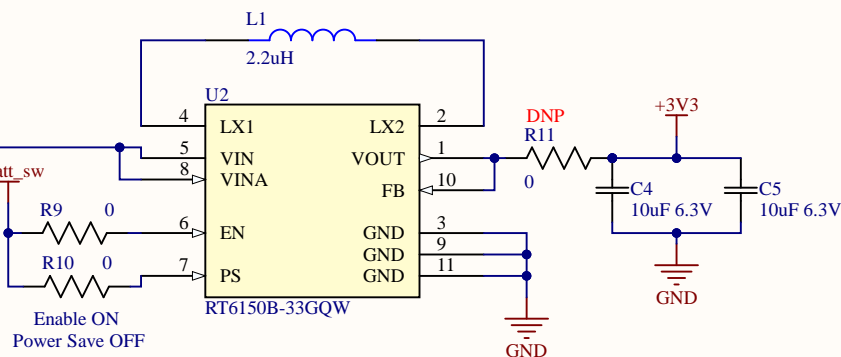 L1
2.2uH
U2
4 LX1 LX2 2
5 VIN VOUT 1
8 VINA FB 10
6 EN GND 3
GND 9
7 PS GND 11
RT6150B-33GQW
DNP
R11
0
+3V3
C4
10uF 6.3V
C5
10uF 6.3V
GND
GND
R9 0
R10 0
Enable ON
Power Save OFF